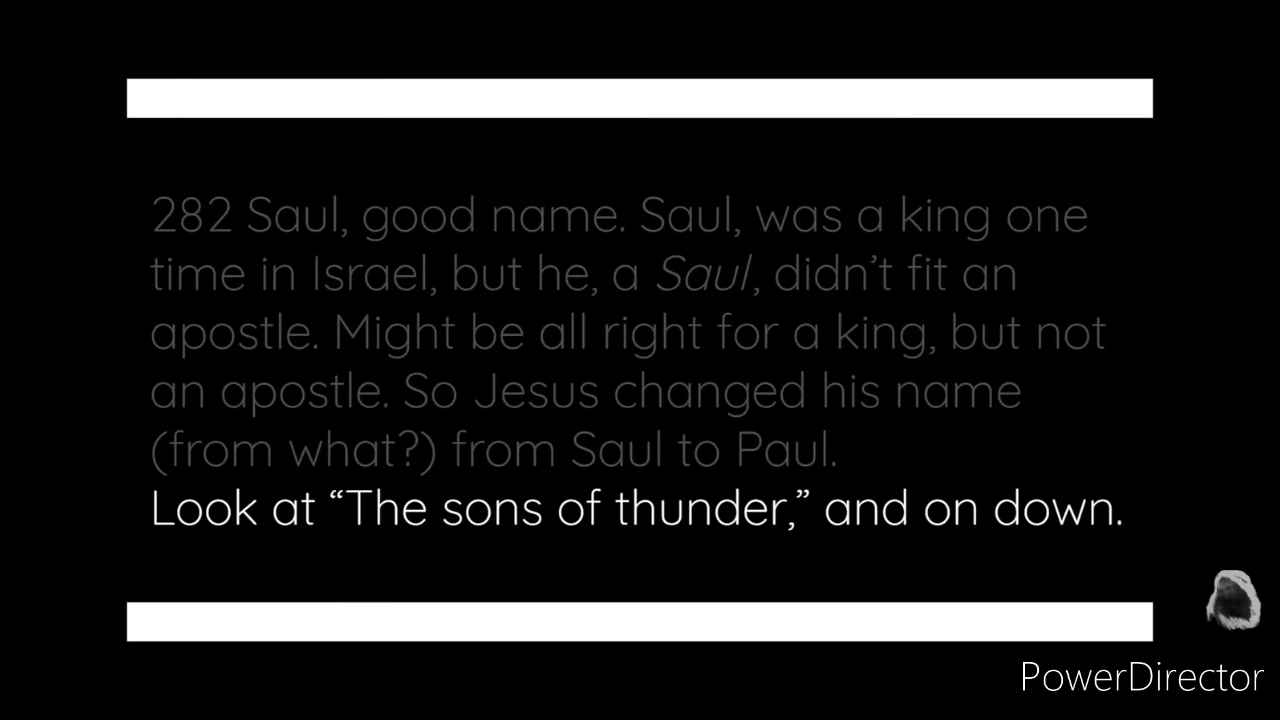 282 Saul, good name. Saul, was a king one
time in Israel, but he, a Saul, didn’t fit an
apostle. Might be all right for a king, but not
an apostle. So Jesus changed his name
(from what?) from Saul to Paul.
Look at “The sons of thunder,” and on down.
PowerDirector